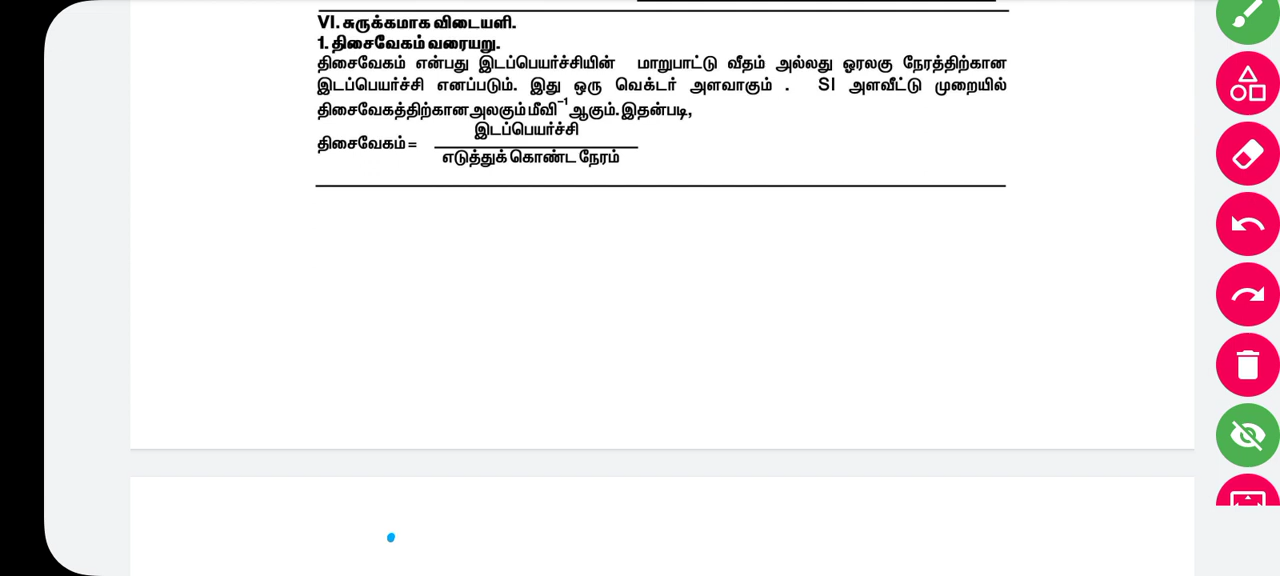 VI. சுருக்கமாக விடையளி.
1. திசைவேகம் வரையறு.
திசைவேகம் என்பது இடப்பெயர்ச்சியின் மாறுபாட்டு வீதம் அல்லது ஓரலகு நேரத்திற்கான
இடப்பெயர்ச்சி எனப்படும். இது ஒரு வெக்டர் அளவாகும் . SI அளவீட்டு முறையில்
திசைவேகத்திற்கான அலகும் மீவி⁻¹ ஆகும். இதன்படி,
இடப்பெயர்ச்சி
திசைவேகம் =
எடுத்துக் கொண்ட நேரம்